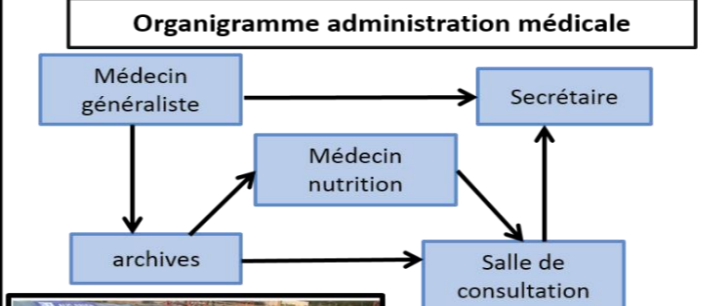 Organigramme administration médicale
Médecin
généraliste
Secrétaire
Médecin
nutrition
archives
Salle de
consultation